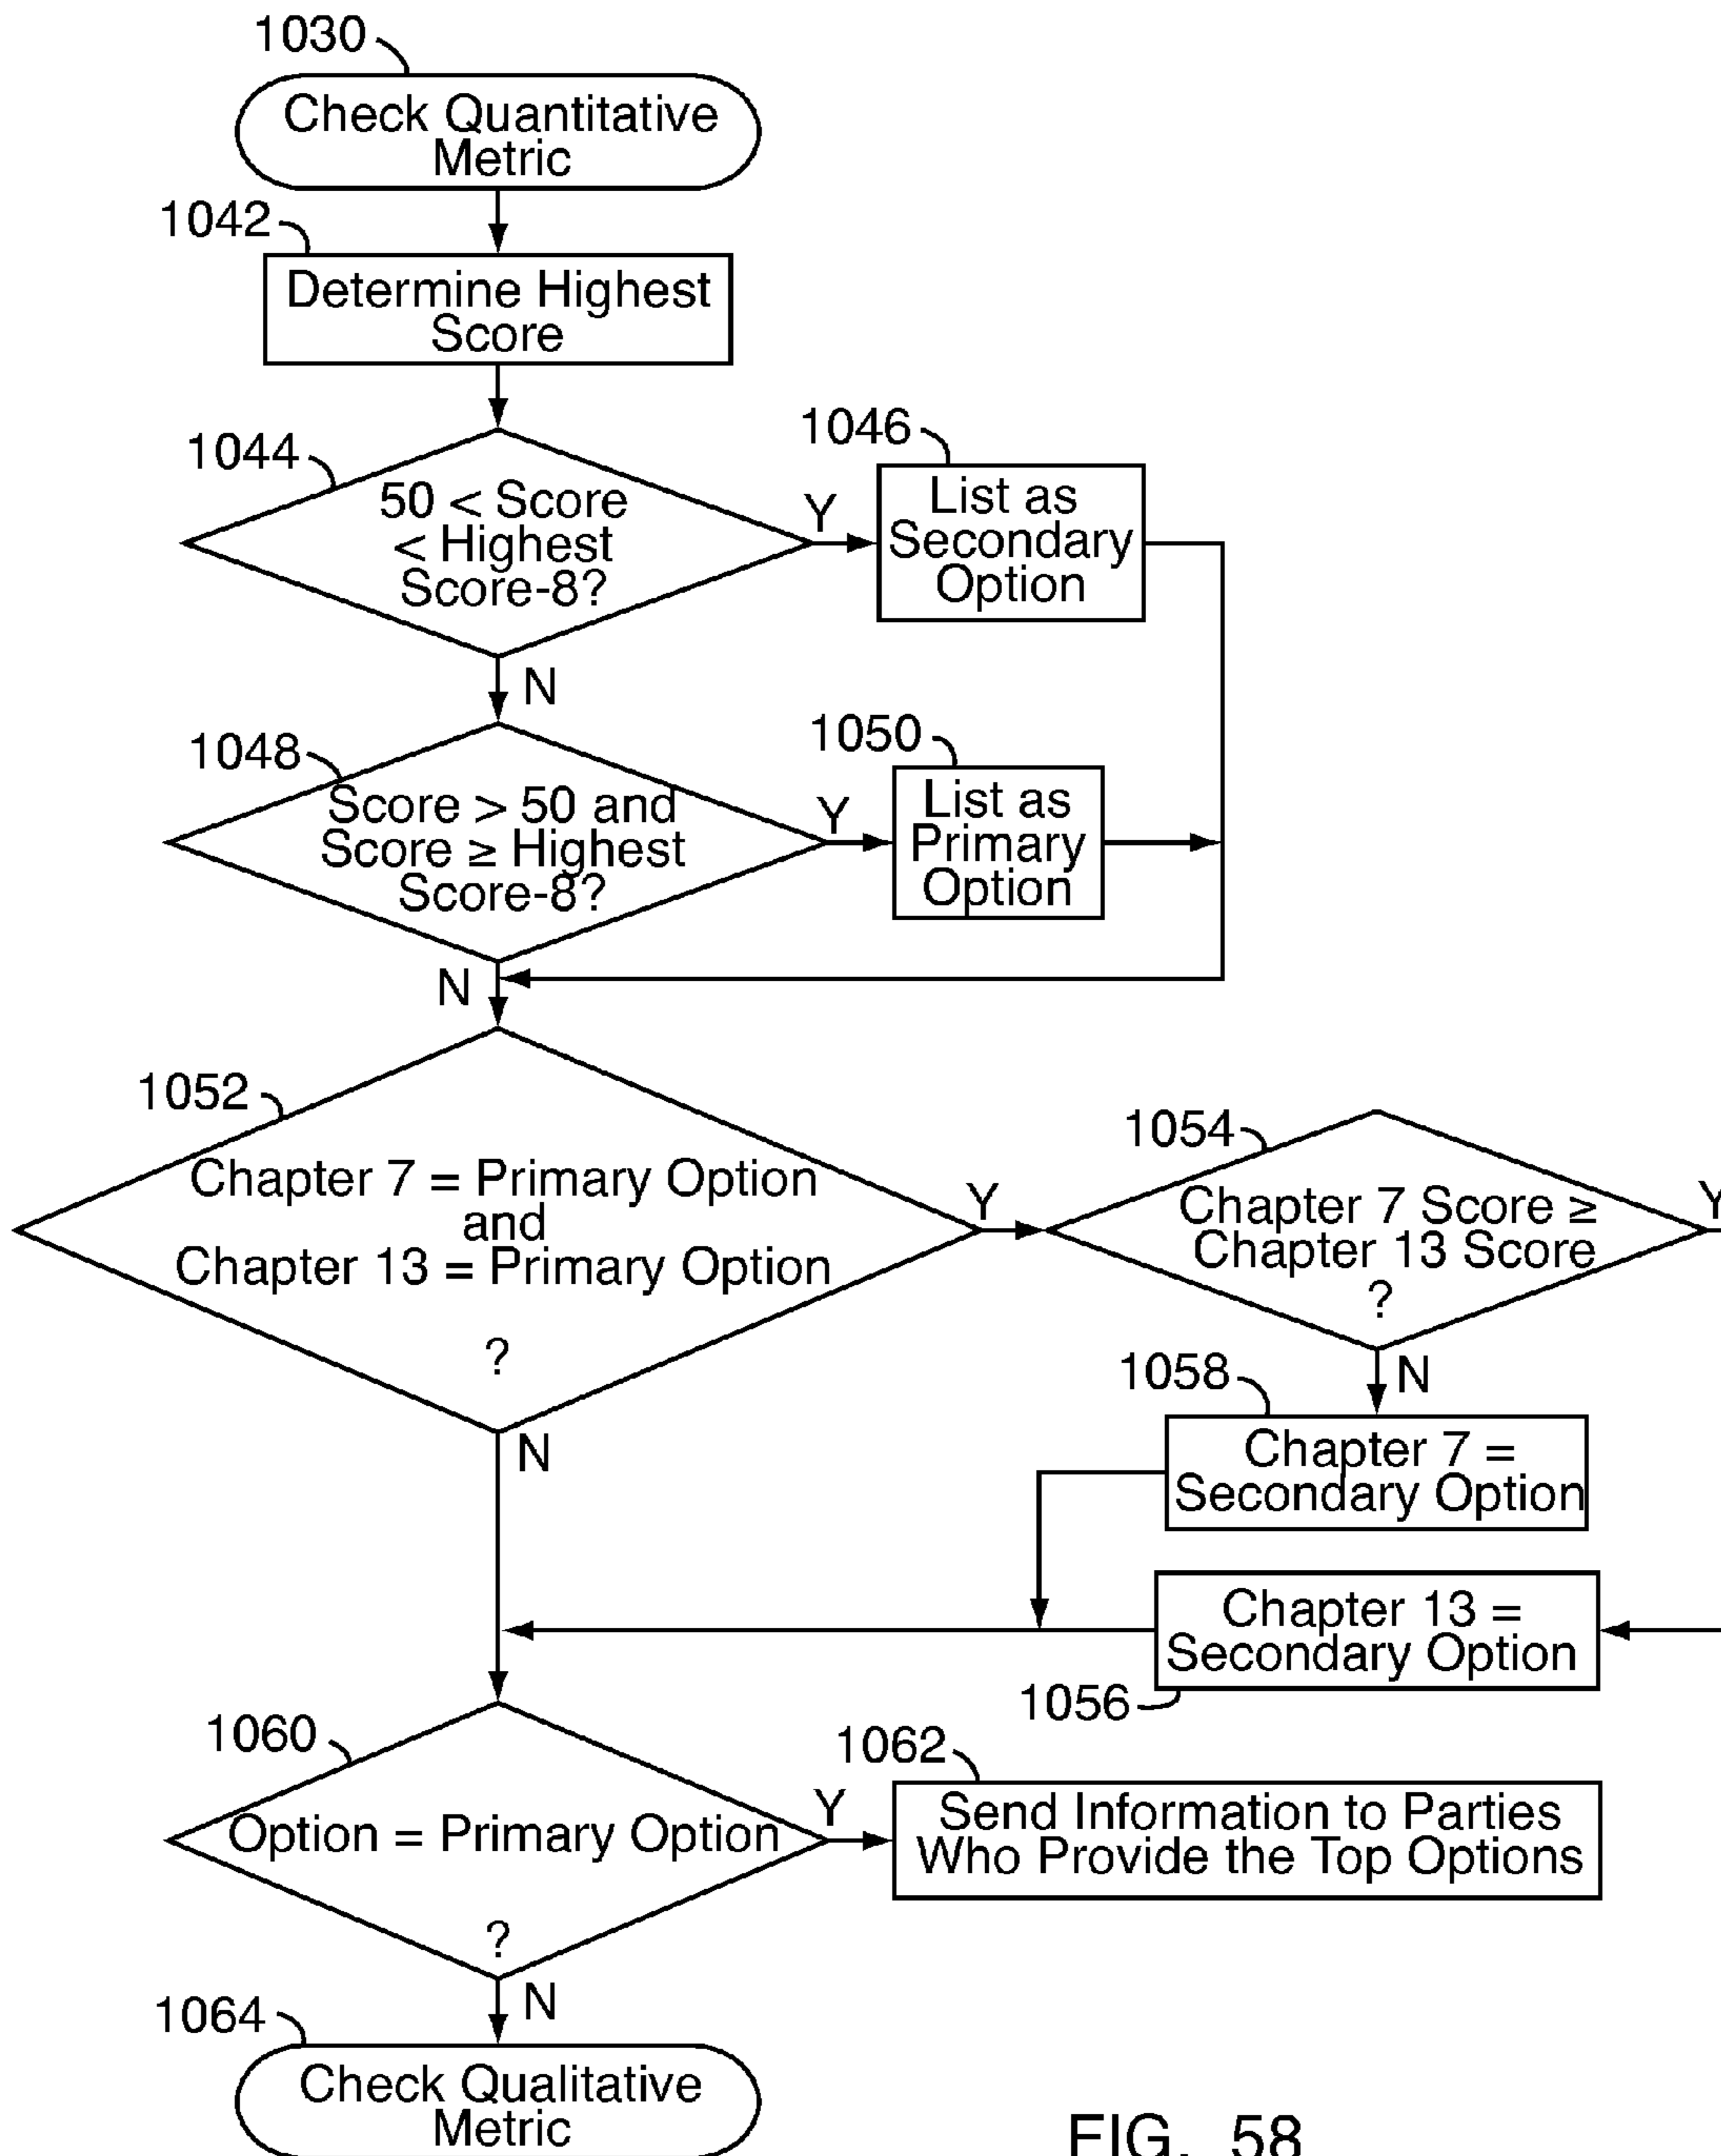 1030
Check Quantitative
Metric
1042
Determine Highest
Score
1044
50 < Score
< Highest
Score-8?
Y
1046
List as
Secondary
Option
N
1048
Score > 50 and
Score ≥ Highest
Score-8?
Y
1050
List as
Primary
Option
N
1052
Chapter 7 = Primary Option
and
Chapter 13 = Primary Option
?
Y
1054
Chapter 7 Score ≥
Chapter 13 Score
?
Y
N
1058
Chapter 7 =
Secondary Option
N
Chapter 13 =
Secondary Option
1056
1060
Option = Primary Option
?
Y
1062
Send Information to Parties
Who Provide the Top Options
N
1064
Check Qualitative
Metric
FIG. 58